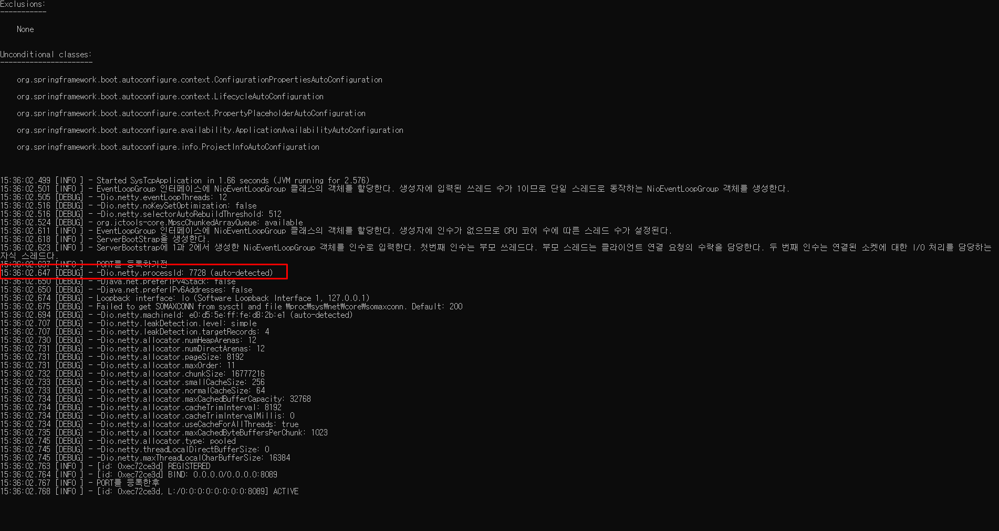 Exclusions:
-----------
None
Unconditional classes:
----------------------
org.springframework.boot.autoconfigure.context.ConfigurationPropertiesAutoConfiguration
org.springframework.boot.autoconfigure.context.LifecycleAutoConfiguration
org.springframework.boot.autoconfigure.context.PropertyPlaceholderAutoConfiguration
org.springframework.boot.autoconfigure.availability.ApplicationAvailabilityAutoConfiguration
org.springframework.boot.autoconfigure.info.ProjectInfoAutoConfiguration
15:36:02.499 [INFO ] - Started SysTcpApplication in 1.66 seconds (JVM running for 2.576)
15:36:02.501 [INFO ] - EventLoopGroup 인터페이스에 NioEventLoopGroup 클래스의 객체를 할당한다. 생성자에 입력된 쓰레드 수가 1이므로 단일 스레드로 동작하는 NioEventLoopGroup 객체를 생성한다.
15:36:02.505 [DEBUG] - -Dio.netty.eventLoopThreads: 12
15:36:02.516 [DEBUG] - -Dio.netty.noKeySetOptimization: false
15:36:02.516 [DEBUG] - -Dio.netty.selectorAutoRebuildThreshold: 512
15:36:02.524 [DEBUG] - org.jctools-core.MpscChunkedArrayQueue: available
15:36:02.611 [INFO ] - EventLoopGroup 인터페이스에 NioEventLoopGroup 클래스의 객체를 할당한다. 생성자에 인수가 없으므로 CPU 코어 수에 따른 스레드 수가 설정된다.
15:36:02.618 [INFO ] - ServerBootStrap을 생성한다.
15:36:02.623 [INFO ] - ServerBootstrap에 1과 2에서 생성한 NioEventLoopGroup 객체를 인수로 입력한다. 첫번째 인수는 부모 쓰레드다. 부모 스레드는 클라이언트 연결 요청의 수락을 담당한다. 두 번째 인수는 연결된 소켓에 대한 I/O 처리를 담당하는
자식 스레드다.
15:36:02.637 [INFO ] - PORT를 등록하기전
15:36:02.647 [DEBUG] - -Dio.netty.processId: 7728 (auto-detected)
15:36:02.650 [DEBUG] - -Djava.net.preferIPv4Stack: false
15:36:02.650 [DEBUG] - -Djava.net.preferIPv6Addresses: false
15:36:02.674 [DEBUG] - Loopback interface: lo (Software Loopback Interface 1, 127.0.0.1)
15:36:02.675 [DEBUG] - Failed to get SOMAXCONN from sysctl and file ₩proc₩sys₩net₩core₩somaxconn. Default: 200
15:36:02.694 [DEBUG] - -Dio.netty.machineId: e0:d5:5e:ff:fe:d8:2b:e1 (auto-detected)
15:36:02.707 [DEBUG] - -Dio.netty.leakDetection.level: simple
15:36:02.707 [DEBUG] - -Dio.netty.leakDetection.targetRecords: 4
15:36:02.730 [DEBUG] - -Dio.netty.allocator.numHeapArenas: 12
15:36:02.731 [DEBUG] - -Dio.netty.allocator.numDirectArenas: 12
15:36:02.731 [DEBUG] - -Dio.netty.allocator.pageSize: 8192
15:36:02.731 [DEBUG] - -Dio.netty.allocator.maxOrder: 11
15:36:02.732 [DEBUG] - -Dio.netty.allocator.chunkSize: 16777216
15:36:02.733 [DEBUG] - -Dio.netty.allocator.smallCacheSize: 256
15:36:02.733 [DEBUG] - -Dio.netty.allocator.normalCacheSize: 64
15:36:02.734 [DEBUG] - -Dio.netty.allocator.maxCachedBufferCapacity: 32768
15:36:02.734 [DEBUG] - -Dio.netty.allocator.cacheTrimInterval: 8192
15:36:02.734 [DEBUG] - -Dio.netty.allocator.cacheTrimIntervalMillis: 0
15:36:02.734 [DEBUG] - -Dio.netty.allocator.useCacheForAllThreads: true
15:36:02.735 [DEBUG] - -Dio.netty.allocator.maxCachedByteBuffersPerChunk: 1023
15:36:02.745 [DEBUG] - -Dio.netty.allocator.type: pooled
15:36:02.745 [DEBUG] - -Dio.netty.threadLocalDirectBufferSize: 0
15:36:02.745 [DEBUG] - -Dio.netty.maxThreadLocalCharBufferSize: 16384
15:36:02.763 [INFO ] - [id: 0xec72ce3d] REGISTERED
15:36:02.764 [INFO ] - [id: 0xec72ce3d] BIND: 0.0.0.0/0.0.0.0:8089
15:36:02.767 [INFO ] - PORT를 등록한후
15:36:02.768 [INFO ] - [id: 0xec72ce3d, L:/0:0:0:0:0:0:0:0:8089] ACTIVE